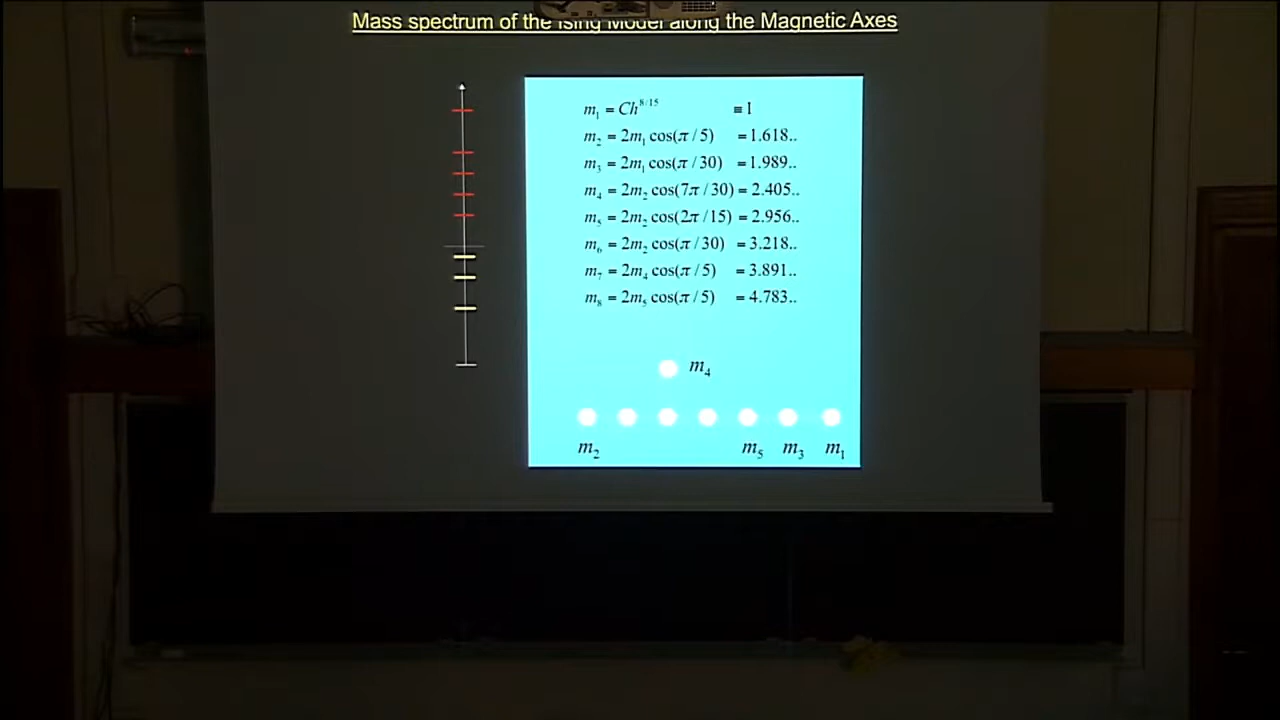 Mass spectrum of the Ising Model along the Magnetic Axes
m₁ = Ch^8/15 ≡ 1
m₂ = 2m₁ cos(π / 5) = 1.618..
m₃ = 2m₁ cos(π / 30) = 1.989..
m₄ = 2m₂ cos(7π / 30) = 2.405..
m₅ = 2m₂ cos(2π / 15) = 2.956..
m₆ = 2m₂ cos(π / 30) = 3.218..
m₇ = 2m₄ cos(π / 5) = 3.891..
m₈ = 2m₅ cos(π / 5) = 4.783..
m₄
m₂ m₅ m₃ m₁